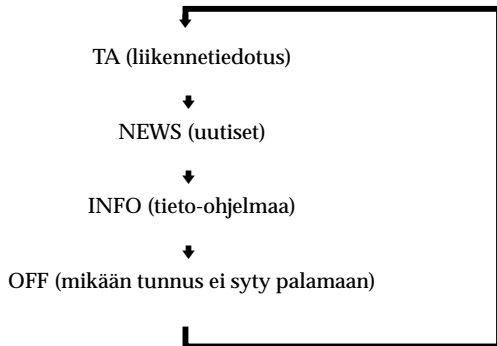 TA (liikennetiedotus)
NEWS (uutiset)
INFO (tieto-ohjelmaa)
OFF (mikään tunnus ei syty palamaan)